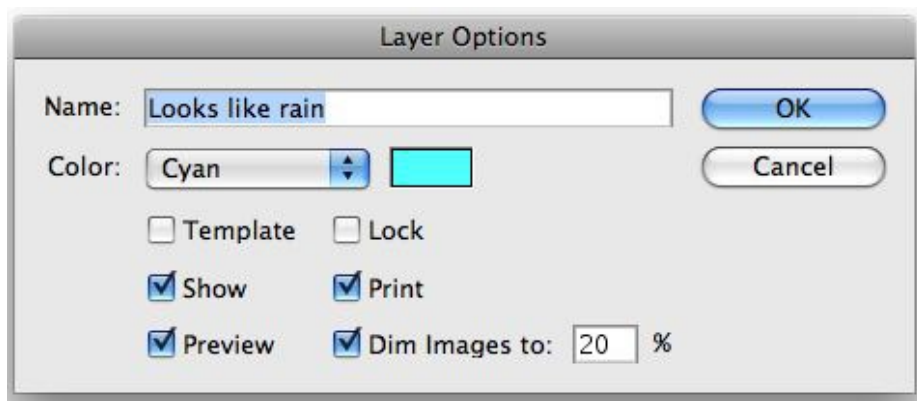 Layer Options
Name: Looks like rain OK
Color: Cyan Cancel
Template Lock
Show Print
Preview Dim Images to: 20 %